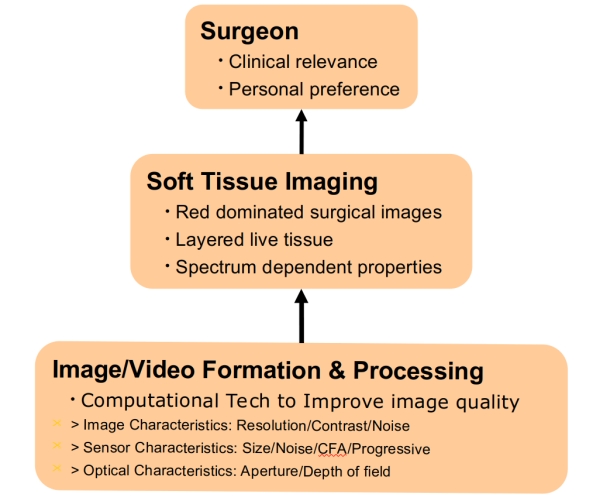 Surgeon
• Clinical relevance
• Personal preference
Soft Tissue Imaging
• Red dominated surgical images
• Layered live tissue
• Spectrum dependent properties
Image/Video Formation & Processing
• Computational Tech to Improve image quality
> Image Characteristics: Resolution/Contrast/Noise
> Sensor Characteristics: Size/Noise/CFA/Progressive
> Optical Characteristics: Aperture/Depth of field